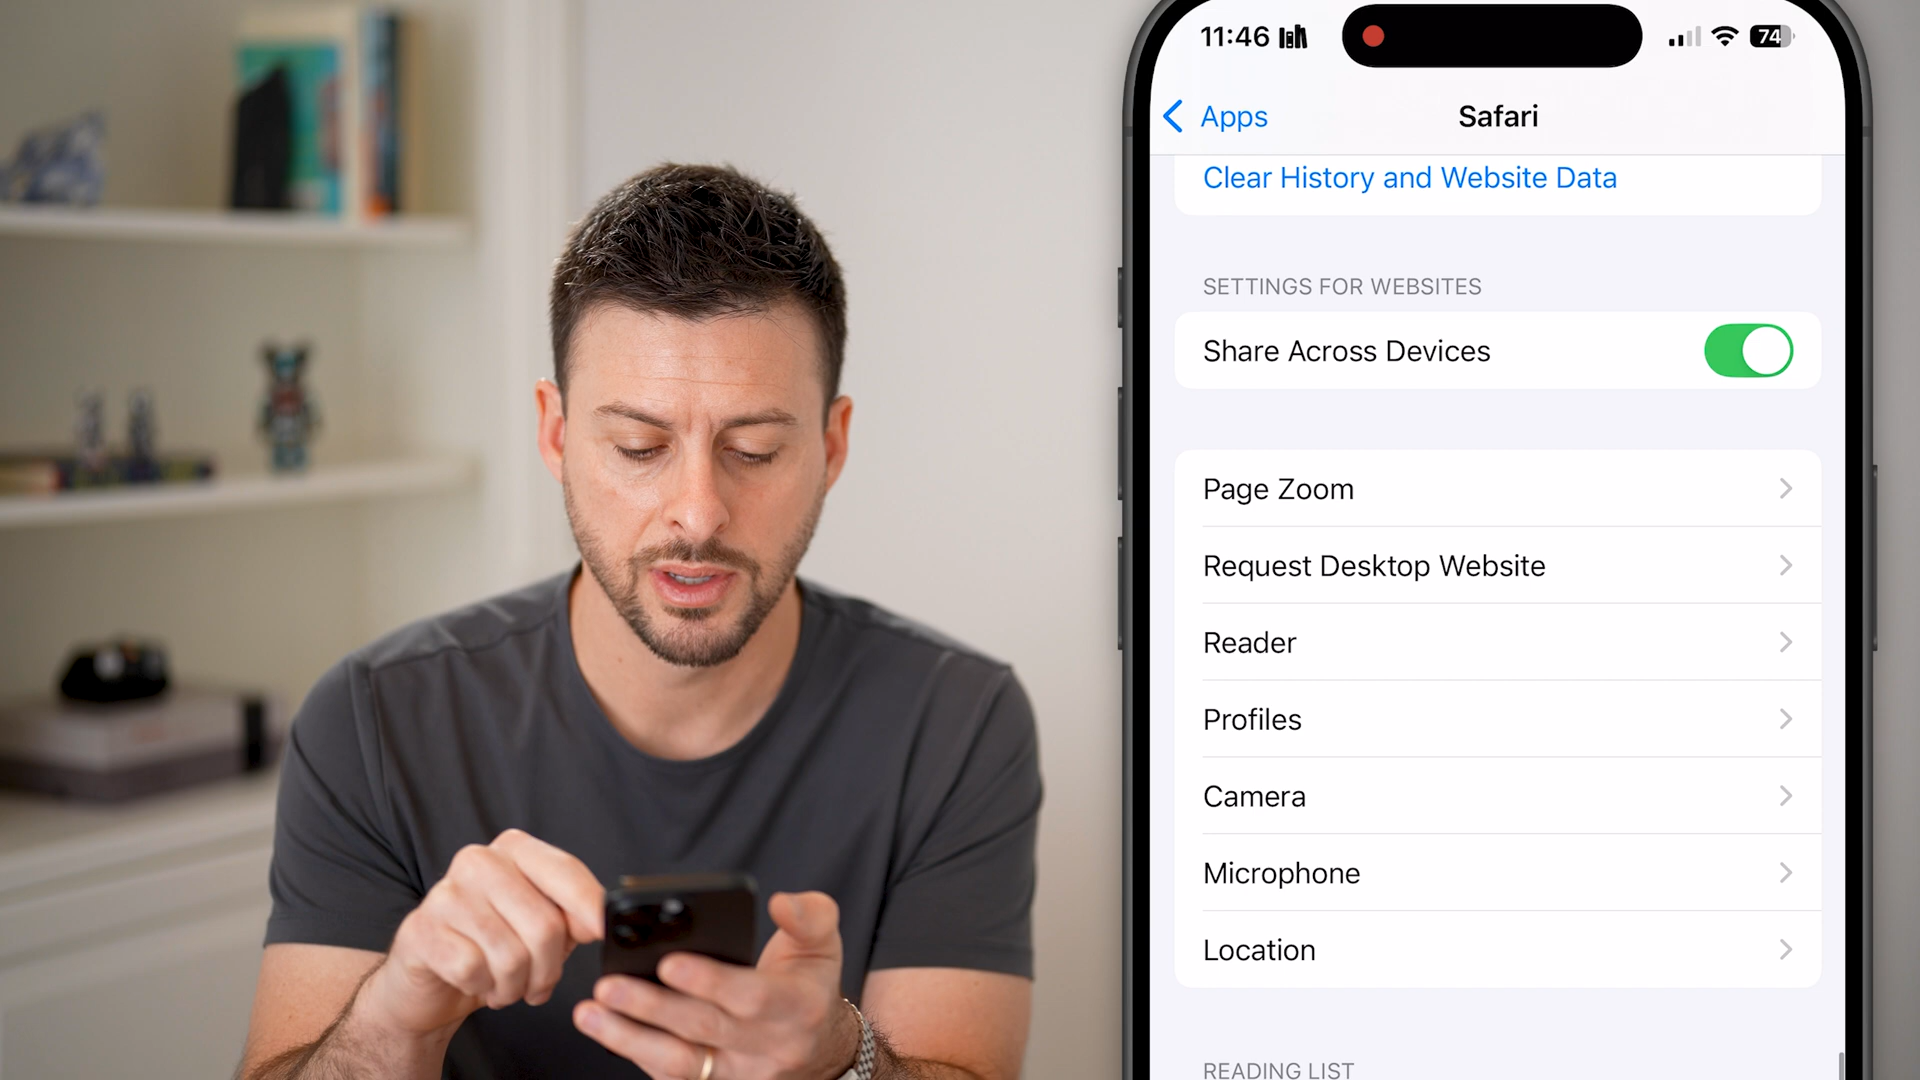 11:46
74
Apps
Safari
Clear History and Website Data
SETTINGS FOR WEBSITES
Share Across Devices
Page Zoom
Request Desktop Website
Reader
Profiles
Camera
Microphone
Location
READING LIST